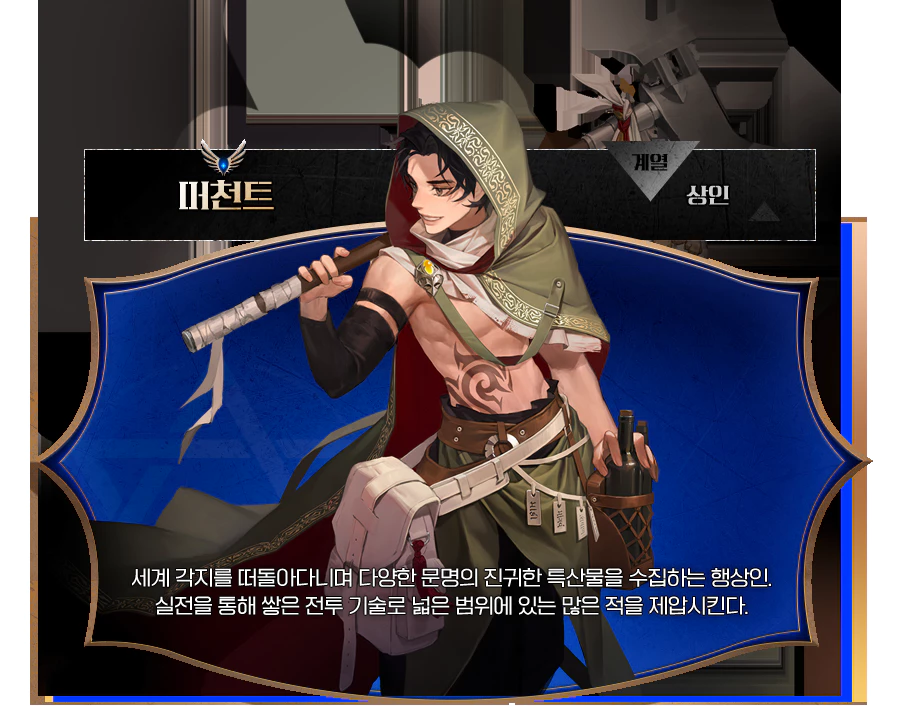 머천트
계열
상인
세계 각지를 떠돌아다니며 다양한 문명의 진귀한 특산물을 수집하는 행상인.
실전을 통해 쌓은 전투 기술로 넓은 범위에 있는 많은 적을 제압시킨다.